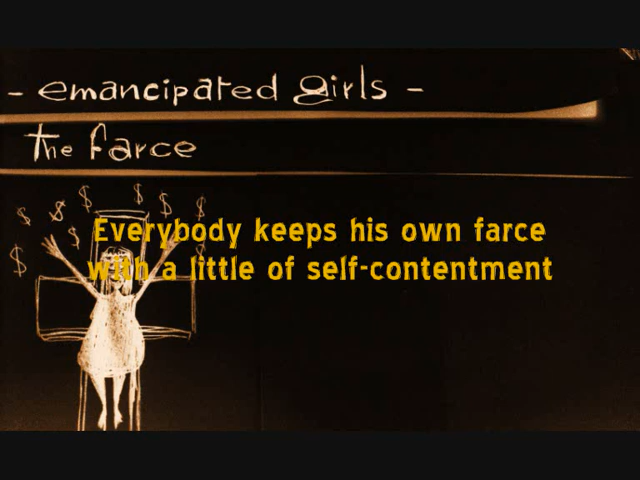 - emancipated girls -
the farce
$ $ $ $ $ $ $ $ $
Everybody keeps his own farce
with a little of self-contentment